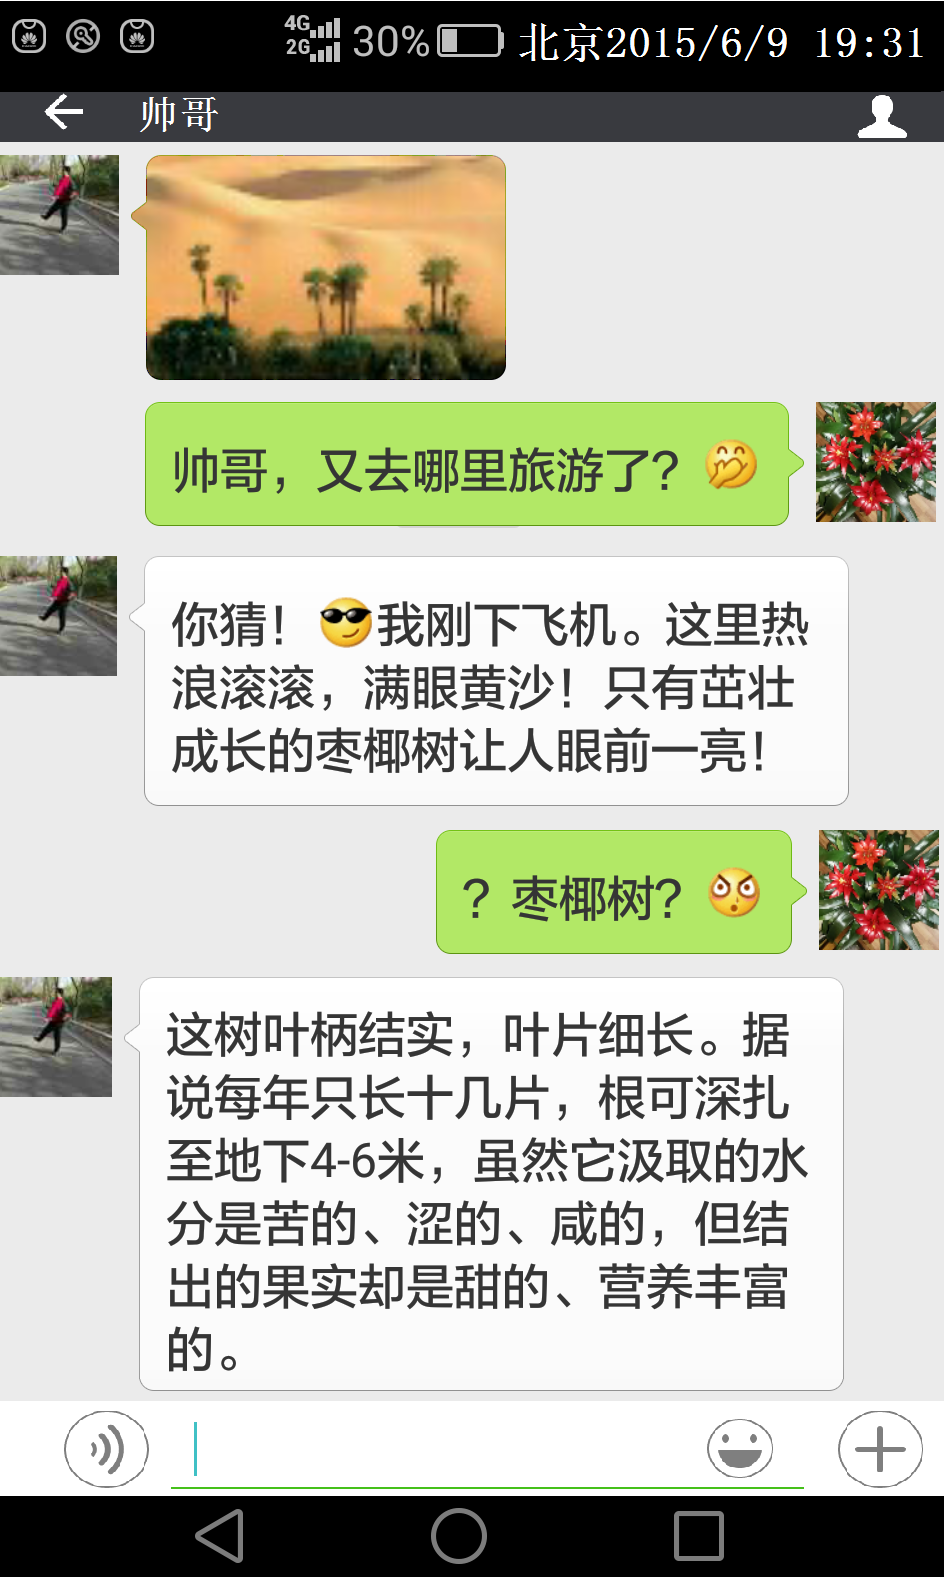 4G
2G
30%
北京2015/6/9 19:31
帅哥
帅哥，又去哪里旅游了？
你猜！我刚下飞机。这里热
浪滚滚，满眼黄沙！只有茁壮
成长的枣椰树让人眼前一亮！
？枣椰树？
这树叶柄结实，叶片细长。据
说每年只长十几片，根可深扎
至地下4-6米，虽然它汲取的水
分是苦的、涩的、咸的，但结
出的果实却是甜的、营养丰富
的。